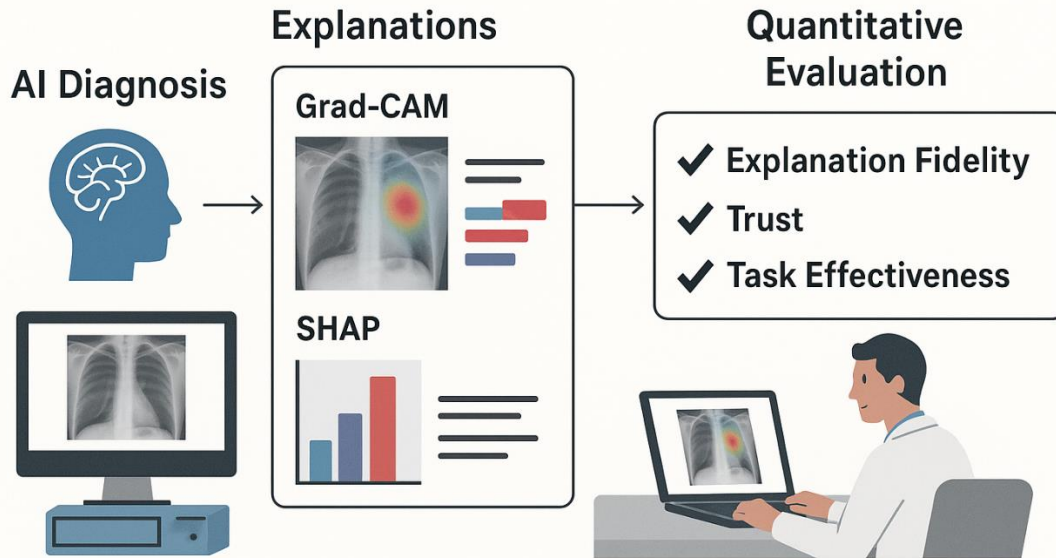 AI Diagnosis
Explanations
Grad-CAM
SHAP
Quantitative
Evaluation
✓ Explanation Fidelity
✓ Trust
✓ Task Effectiveness